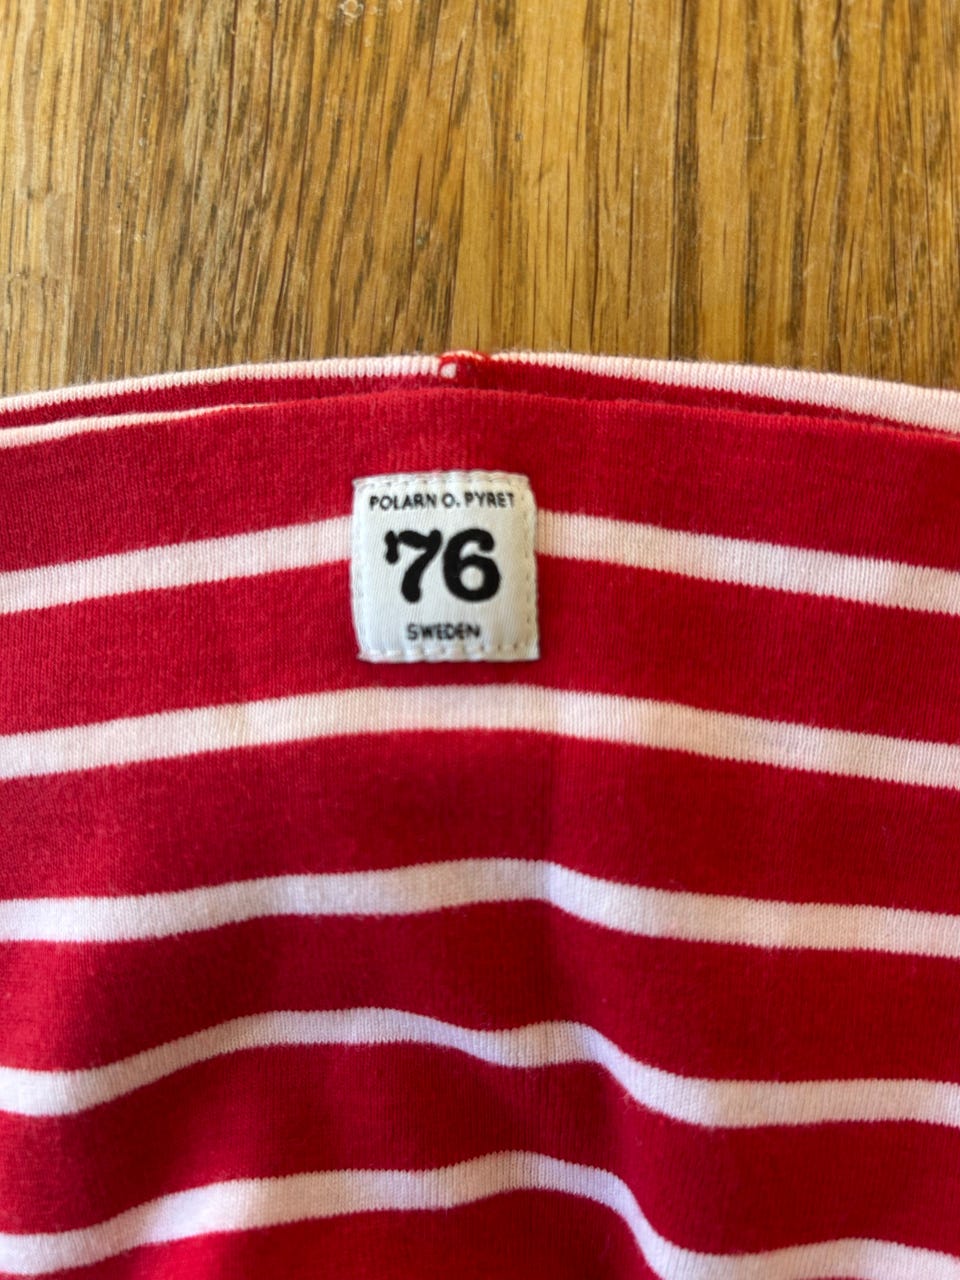 POLARN O. PYRET
'76
SWEDEN